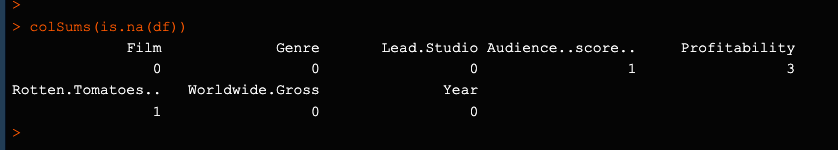 >
> colSums(is.na(df))
Film Genre Lead.Studio Audience..score.. Profitability
0 0 0 1 3
Rotten.Tomatoes.. Worldwide.Gross Year
1 0 0
>